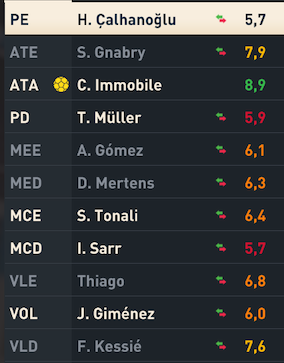 PE H. Çalhanoğlu 5,7
ATE S. Gnabry 7,9
ATA C. Immobile 8,9
PD T. Müller 5,9
MEE A. Gómez 6,1
MED D. Mertens 6,3
MCE S. Tonali 6,4
MCD I. Sarr 5,7
VLE Thiago 6,8
VOL J. Giménez 6,0
VLD F. Kessié 7,6